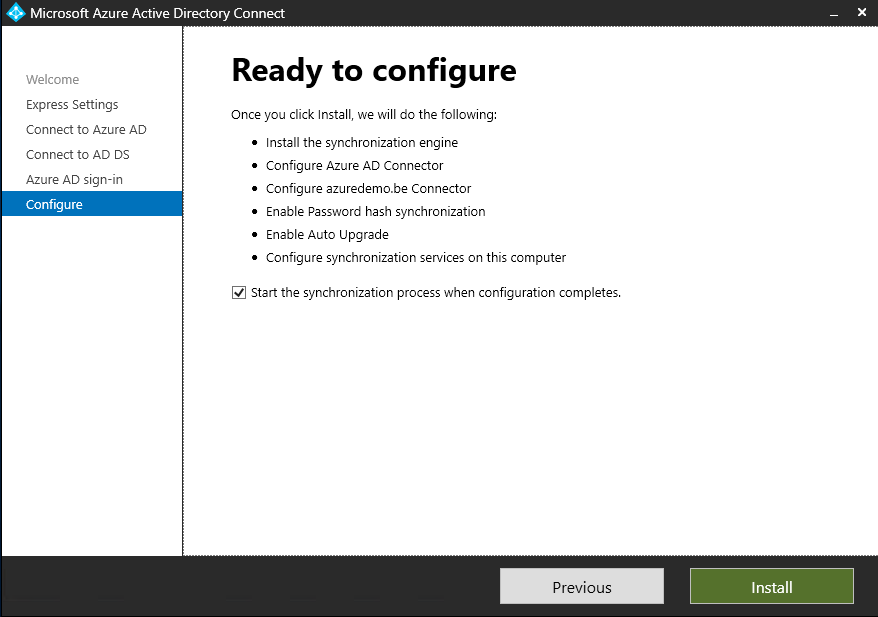 Microsoft Azure Active Directory Connect
Welcome
Express Settings
Connect to Azure AD
Connect to AD DS
Azure AD sign-in
Configure
Ready to configure
Once you click Install, we will do the following:
Install the synchronization engine
Configure Azure AD Connector
Configure azuredemo.be Connector
Enable Password hash synchronization
Enable Auto Upgrade
Configure synchronization services on this computer
Start the synchronization process when configuration completes.
Previous
Install